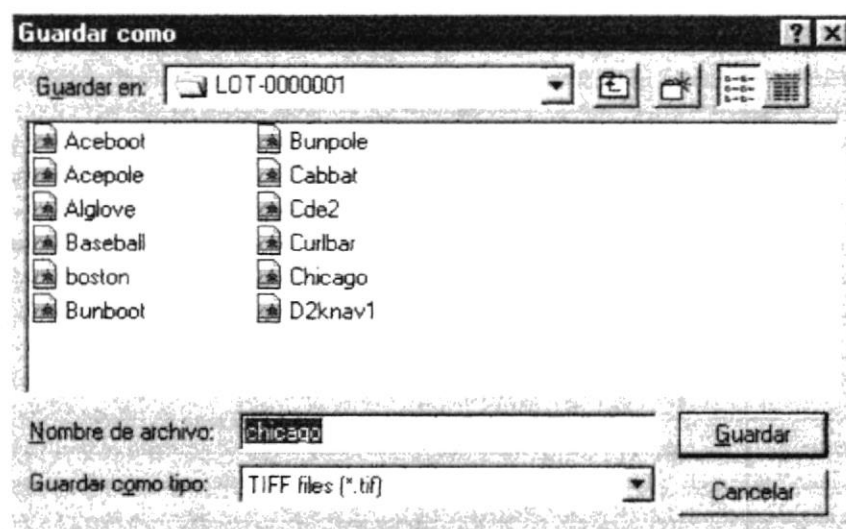 Guardar como
Guardar en: LOT-0000001
Aceboot
Acepole
Alglove
Baseball
boston
Bunboot
Bunpole
Cabbat
Cde2
Curlbar
Chicago
D2knav1
Nombre de archivo: chicago
Guardar
Guardar como tipo: TIFF files (*.tif)
Cancelar